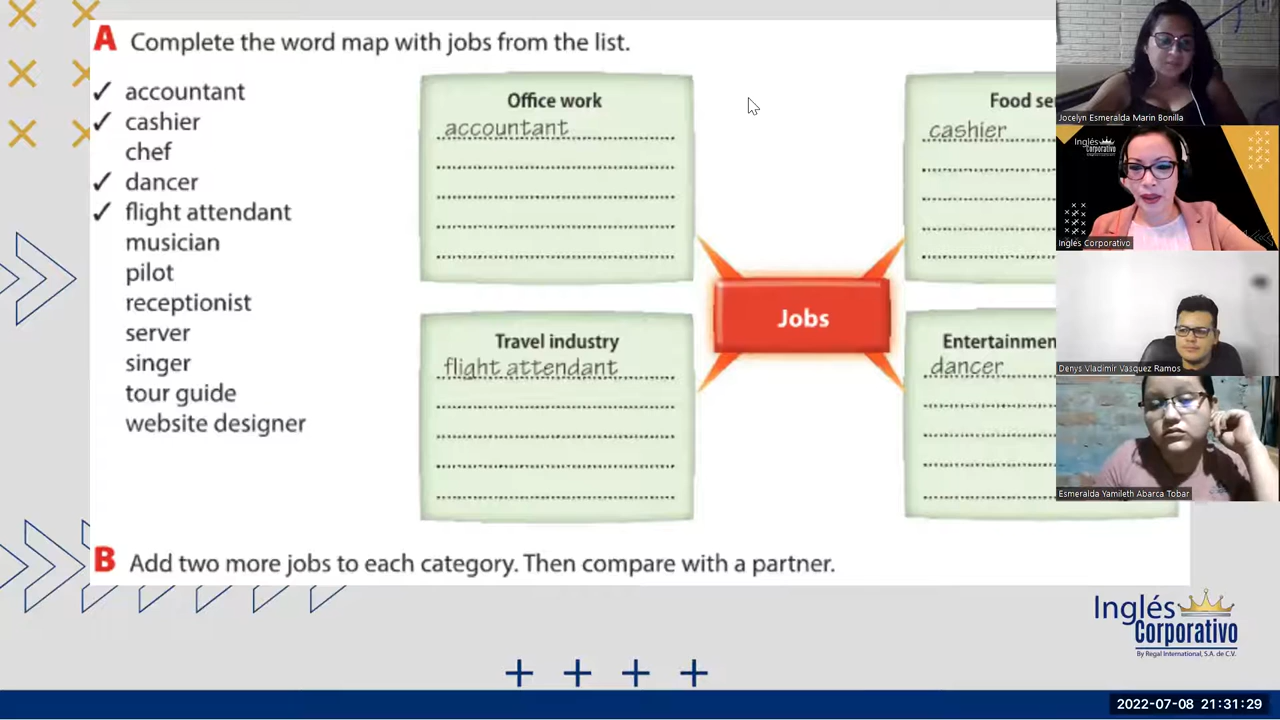 A Complete the word map with jobs from the list.
✓ accountant
✓ cashier
chef
✓ dancer
✓ flight attendant
musician
pilot
receptionist
server
singer
tour guide
website designer
Office work
accountant
Food se
cashier
Jobs
Travel industry
flight attendant
Entertainmen
dancer
B Add two more jobs to each category. Then compare with a partner.
Jocelyn Esmeralda Marin Bonilla
Inglés
Corporativo
Inglés Corporativo
Denys Vladimir Vasquez Ramos
Esmeralda Yamileth Abarca Tobar
Inglés
Corporativo
By Regal International, S.A. de C.V.
2022-07-08 21:31:29